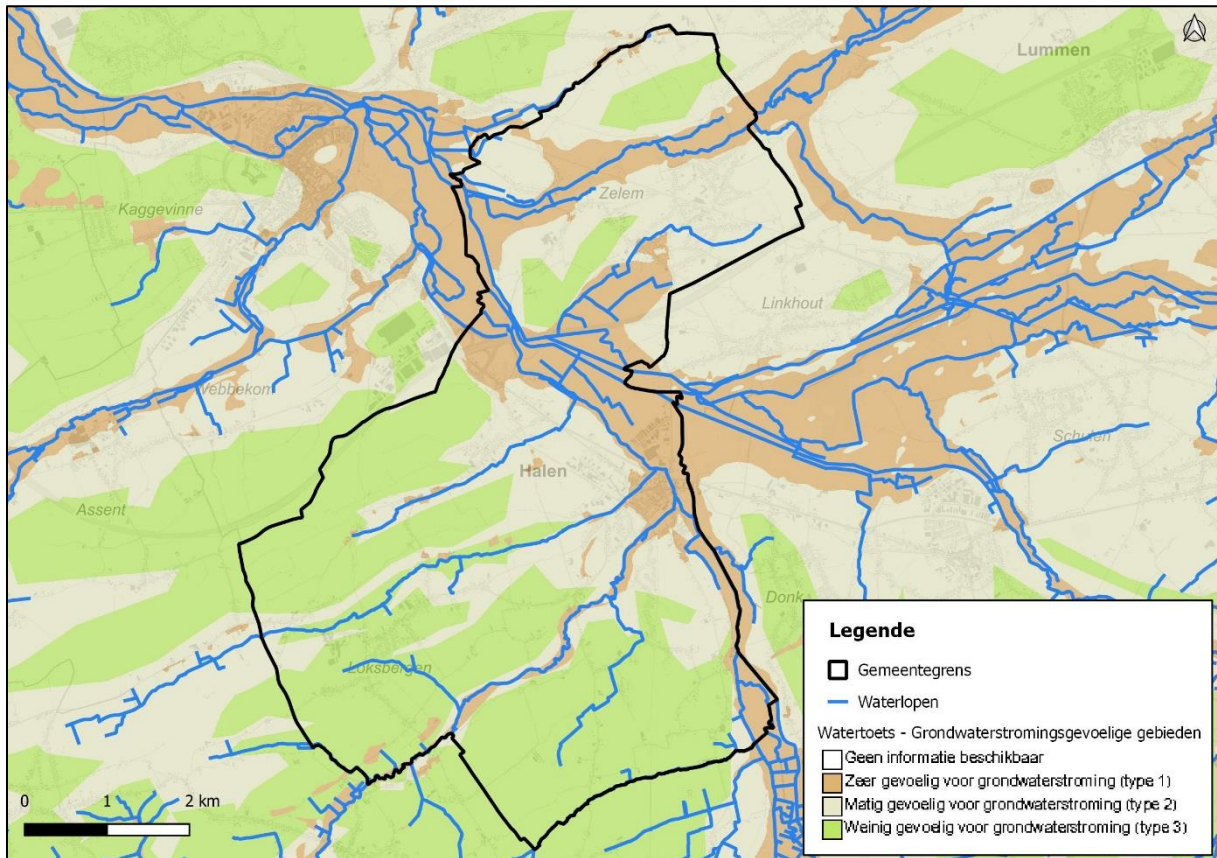 Lummen
Zelem
Kaggevinne
Linkhout
Webbekom
Schulen
Halen
Assent
Donk
Loksbergen
Legende
Gemeentegrens
Waterlopen
Watertoets - Grondwaterstromingsgevoelige gebieden
Geen informatie beschikbaar
Zeer gevoelig voor grondwaterstroming (type 1)
Matig gevoelig voor grondwaterstroming (type 2)
Weinig gevoelig voor grondwaterstroming (type 3)
0 1 2 km